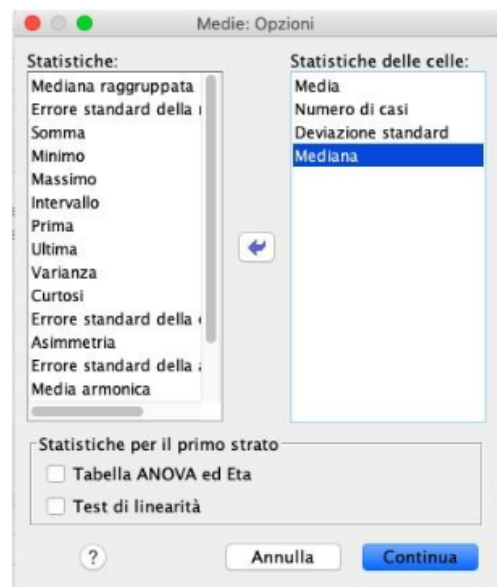 Medie: Opzioni
Statistiche:
Mediana raggruppata
Errore standard della
Somma
Minimo
Massimo
Intervallo
Prima
Ultima
Varianza
Curtosi
Errore standard della
Asimmetria
Errore standard della
Media armonica
Statistiche delle celle:
Media
Numero di casi
Deviazione standard
Mediana
Statistiche per il primo strato
Tabella ANOVA ed Eta
Test di linearità
?
Annulla
Continua